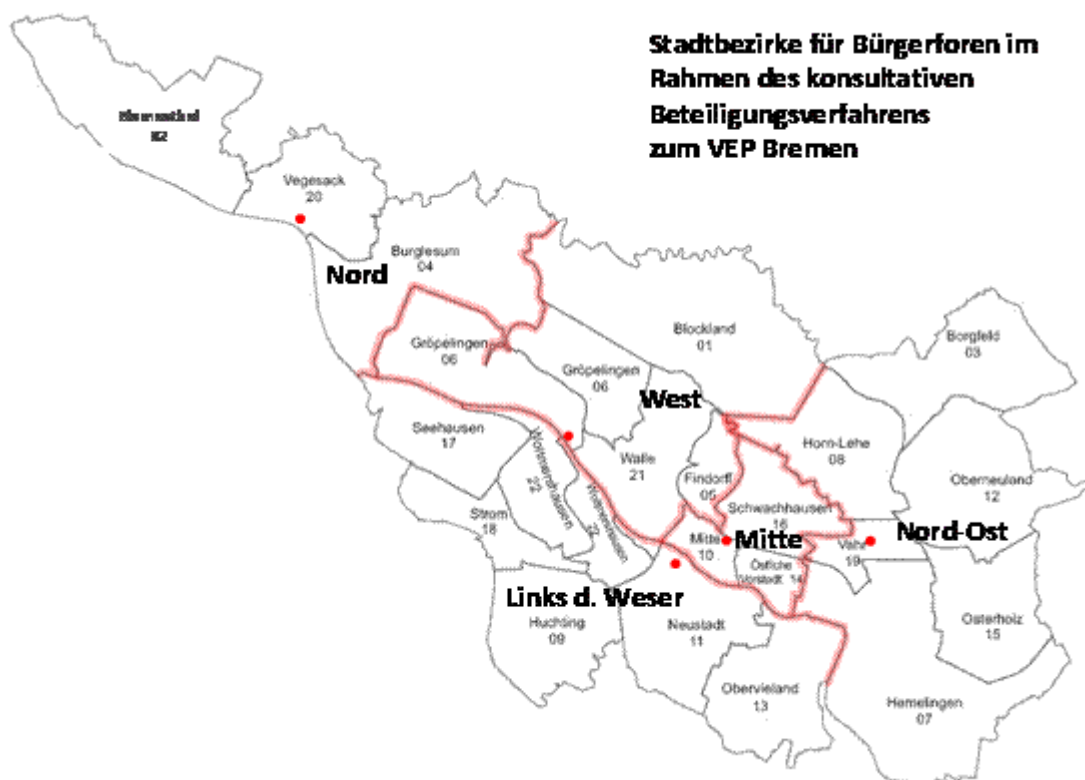 Stadtbezirke für Bürgerforen im
Rahmen des konsultativen
Beteiligungsverfahrens
zum VEP Bremen
Vegesack
20
Burglesum
04
Nord
Gröpelingen
06
Gröpelingen
06
Blockland
01
Borgfeld
03
West
Seehausen
17
Woltmershausen
22
Woltmershausen
22
Walle
21
Findorff
05
Horn-Lehe
08
Oberneuland
12
Strom
18
Schwachhausen
16
Mitte
10
Mitte
Vahr
19
Nord-Ost
Östliche
Vorstadt 14
Links d. Weser
Huchting
09
Neustadt
11
Osterholz
15
Obervieland
13
Hemelingen
07